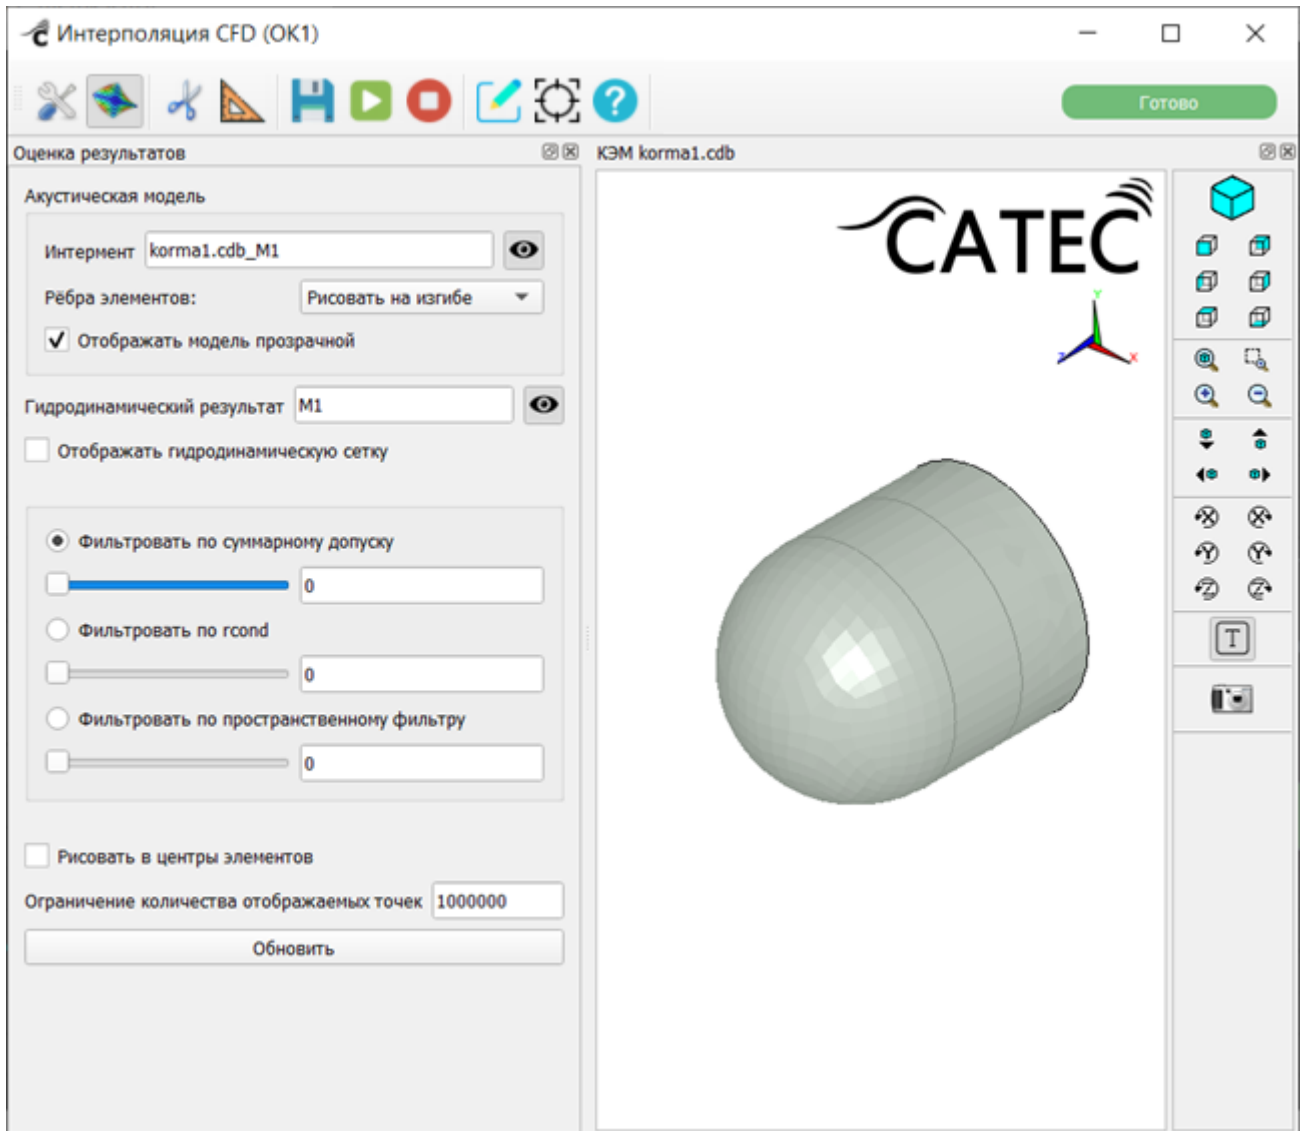 Интерполяция CFD (ОК1)
Готово
Оценка результатов
КЭМ korma1.cdb
Акустическая модель
Интермент korma1.cdb_M1
Рёбра элементов: Рисовать на изгибе
Отображать модель прозрачной
Гидродинамический результат M1
Отображать гидродинамическую сетку
Фильтровать по суммарному допуску
0
Фильтровать по rcond
0
Фильтровать по пространственному фильтру
0
Рисовать в центры элементов
Ограничение количества отображаемых точек 1000000
Обновить
CATEC
Y
Z X
X X
Y Y
Z Z
T